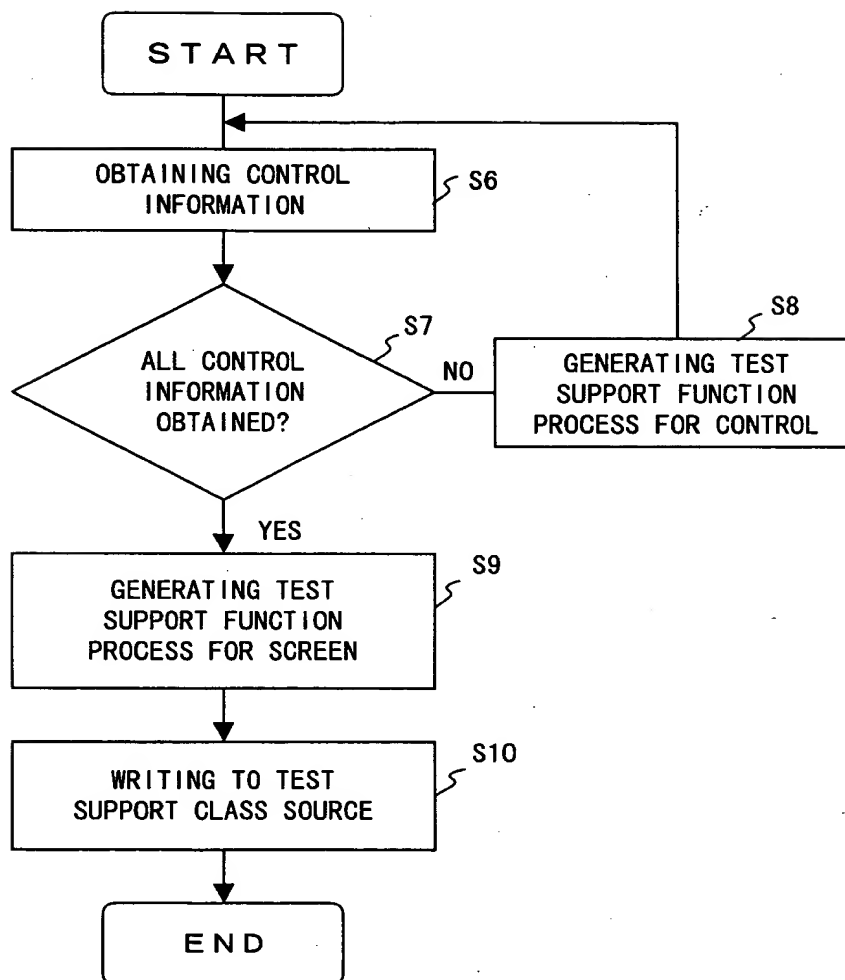 START
OBTAINING CONTROL
INFORMATION
S6
ALL CONTROL
INFORMATION
OBTAINED?
S7
NO
S8
GENERATING TEST
SUPPORT FUNCTION
PROCESS FOR CONTROL
YES
GENERATING TEST
SUPPORT FUNCTION
PROCESS FOR SCREEN
S9
WRITING TO TEST
SUPPORT CLASS SOURCE
S10
END